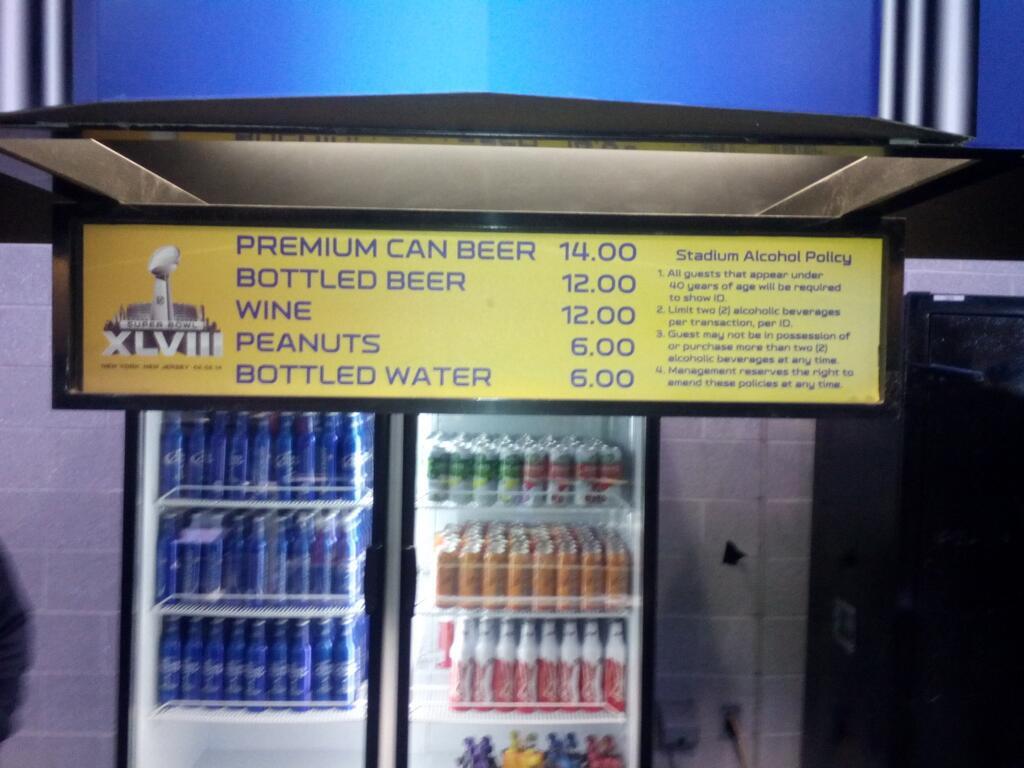 SUPER BOWL
XLVIII
NEW YORK NEW JERSEY 02.02.14
PREMIUM CAN BEER 14.00
BOTTLED BEER 12.00
WINE 12.00
PEANUTS 6.00
BOTTLED WATER 6.00
Stadium Alcohol Policy
1. All guests that appear under
40 years of age will be required
to show ID.
2. Limit two (2) alcoholic beverages
per transaction, per ID.
3. Guest may not be in possession of
or purchase more than two (2)
alcoholic beverages at any time.
4. Management reserves the right to
amend these policies at any time.